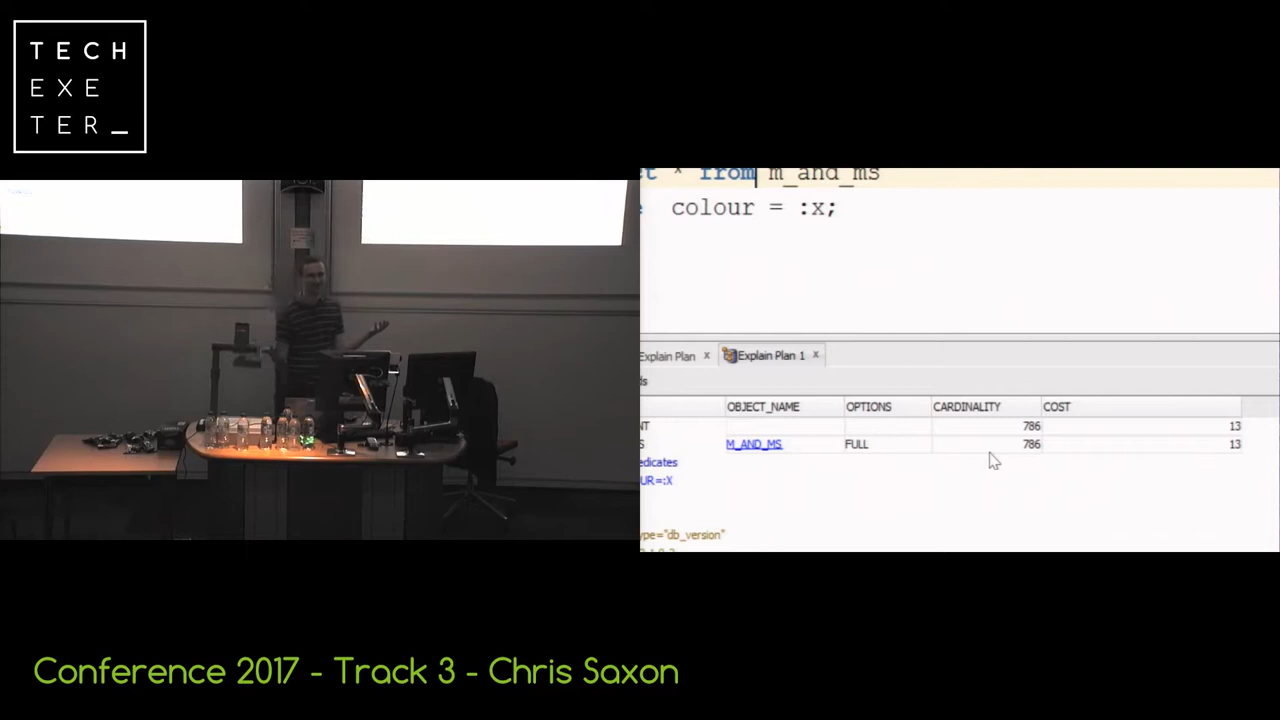 TECH
EXE
TER_
t * from m_and_ms
colour = :x;
Explain Plan x Explain Plan 1 x
OBJECT_NAME OPTIONS CARDINALITY COST
NT 786 13
S M_AND_MS FULL 786 13
edicates
UR=:X
ype="db_version"
Conference 2017 - Track 3 - Chris Saxon